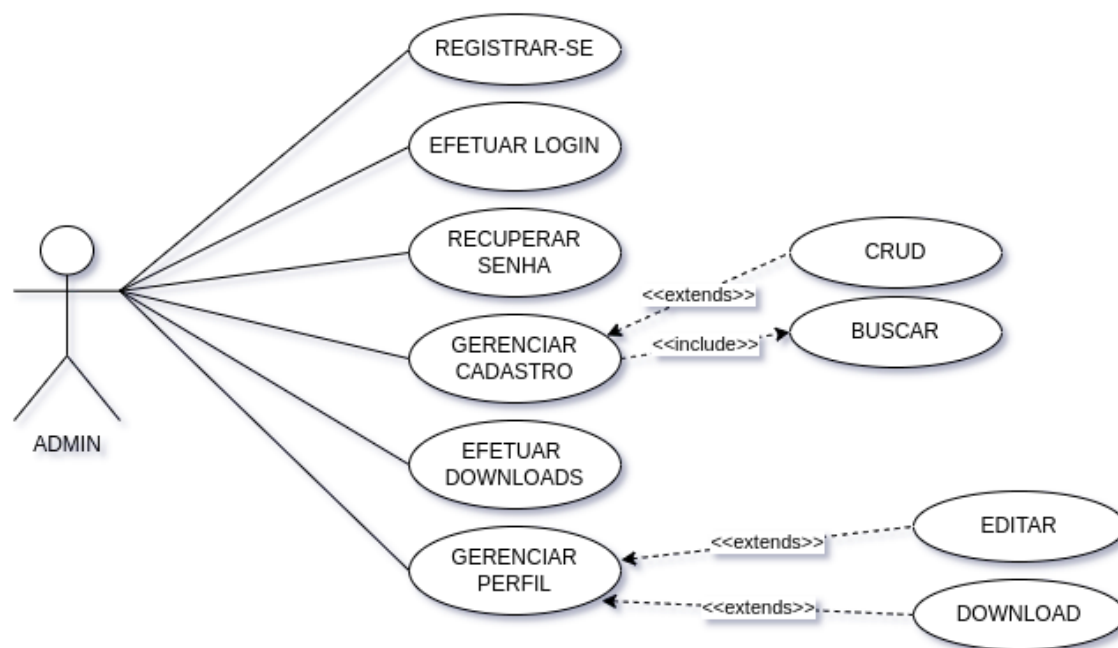 REGISTRAR-SE
EFETUAR LOGIN
RECUPERAR
SENHA
CRUD
<<extends>>
BUSCAR
<<include>>
GERENCIAR
CADASTRO
ADMIN
EFETUAR
DOWNLOADS
EDITAR
<<extends>>
GERENCIAR
PERFIL
<<extends>>
DOWNLOAD